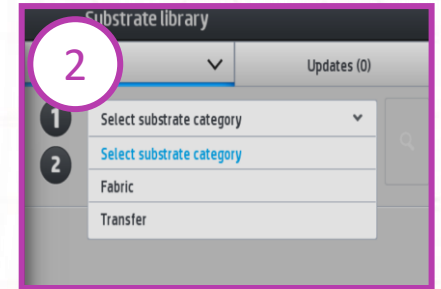 Substrate library
2
Updates (0)
1
Select substrate category
2
Select substrate category
Fabric
Transfer